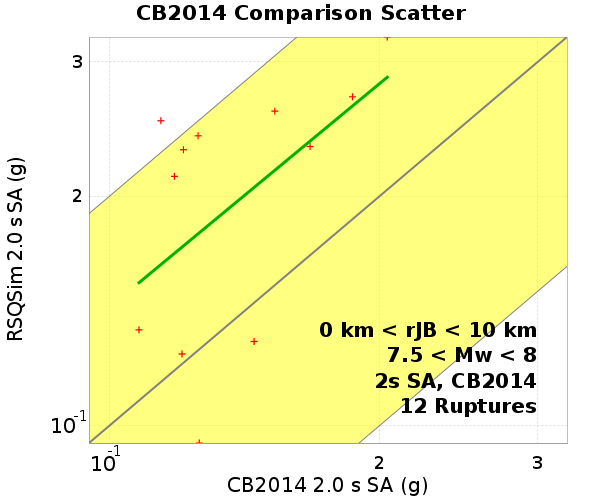 CB2014 Comparison Scatter
RSQSim 2.0 s SA (g)
3
2
10-1
0 km < rJB < 10 km
7.5 < Mw < 8
2s SA, CB2014
12 Ruptures
10-1 2 3
CB2014 2.0 s SA (g)